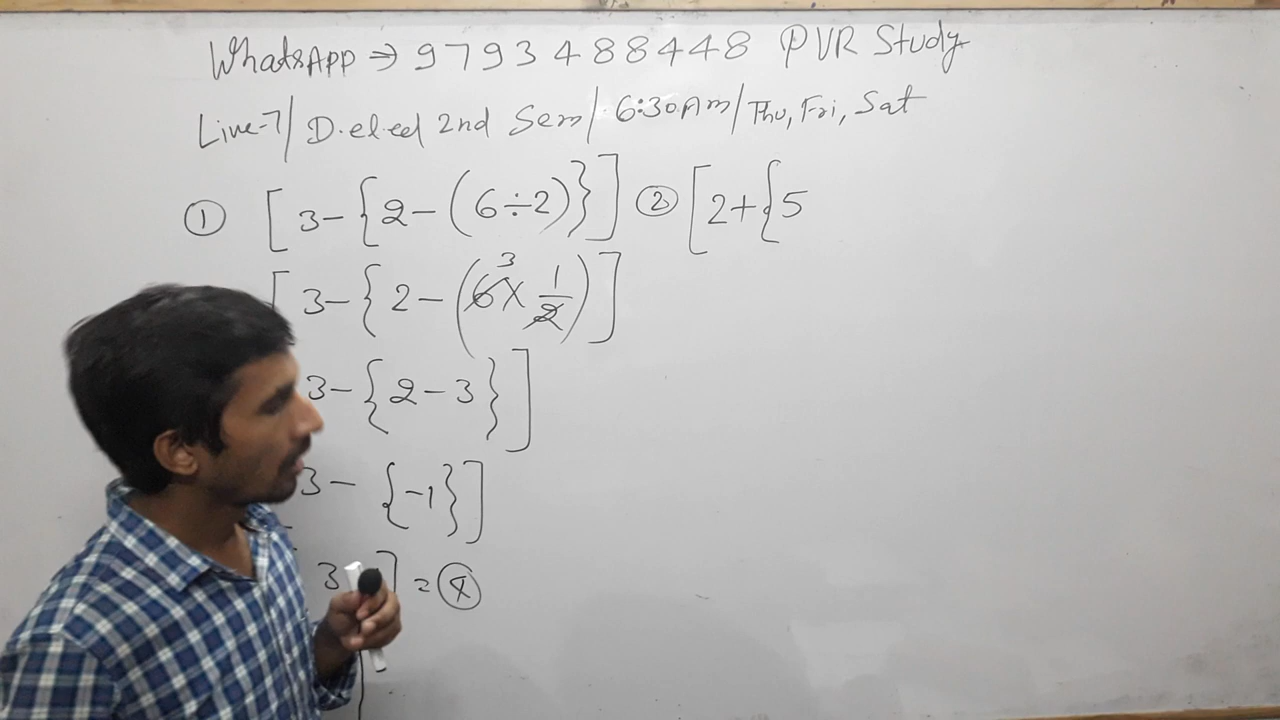 WhatsApp ⇒ 9793488448 PVR Study
Live-7/ D.el.ed 2nd Sem/ 6:30Am/ Thu, Fri, Sat
① [3-{2-(6÷2)}] ② [2+{5
[3-{2-(6 3×1/2)]
3-{2-3}]
3-{-1}]
3 ] = 4